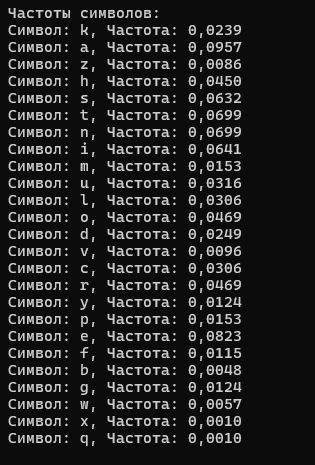 Частоты символов:
Символ: k, Частота: 0,0239
Символ: a, Частота: 0,0957
Символ: z, Частота: 0,0086
Символ: h, Частота: 0,0450
Символ: s, Частота: 0,0632
Символ: t, Частота: 0,0699
Символ: n, Частота: 0,0699
Символ: i, Частота: 0,0641
Символ: m, Частота: 0,0153
Символ: u, Частота: 0,0316
Символ: l, Частота: 0,0306
Символ: o, Частота: 0,0469
Символ: d, Частота: 0,0249
Символ: v, Частота: 0,0096
Символ: c, Частота: 0,0306
Символ: r, Частота: 0,0469
Символ: y, Частота: 0,0124
Символ: p, Частота: 0,0153
Символ: e, Частота: 0,0823
Символ: f, Частота: 0,0115
Символ: b, Частота: 0,0048
Символ: g, Частота: 0,0124
Символ: w, Частота: 0,0057
Символ: x, Частота: 0,0010
Символ: q, Частота: 0,0010